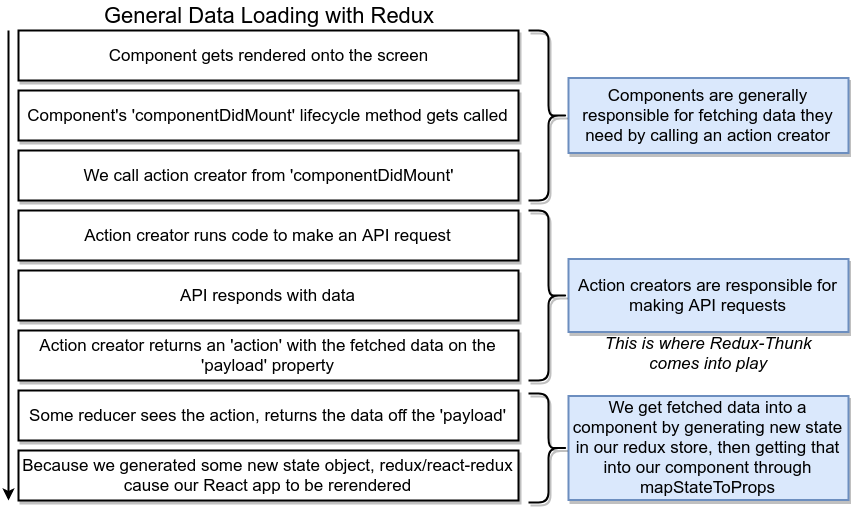 General Data Loading with Redux
Component gets rendered onto the screen
Component's 'componentDidMount' lifecycle method gets called
We call action creator from 'componentDidMount'
Components are generally
responsible for fetching data they
need by calling an action creator
Action creator runs code to make an API request
API responds with data
Action creator returns an 'action' with the fetched data on the
'payload' property
Action creators are responsible for
making API requests
This is where Redux-Thunk
comes into play
Some reducer sees the action, returns the data off the 'payload'
Because we generated some new state object, redux/react-redux
cause our React app to be rerendered
We get fetched data into a
component by generating new state
in our redux store, then getting that
into our component through
mapStateToProps